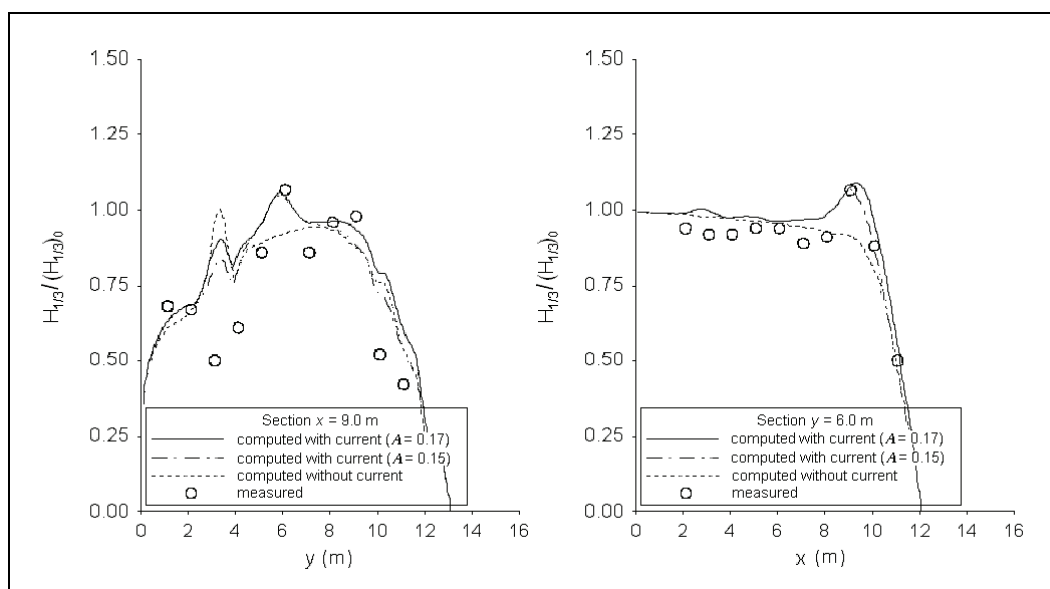 1.50
1.25
1.00
0.75
0.50
0.25
0.00
H1/3/(H1/3)0
Section x = 9.0 m
computed with current (A = 0.17)
computed with current (A = 0.15)
computed without current
measured
0 2 4 6 8 10 12 14 16
y (m)
1.50
1.25
1.00
0.75
0.50
0.25
0.00
H1/3/(H1/3)0
Section y = 6.0 m
computed with current (A = 0.17)
computed with current (A = 0.15)
computed without current
measured
0 2 4 6 8 10 12 14 16
x (m)